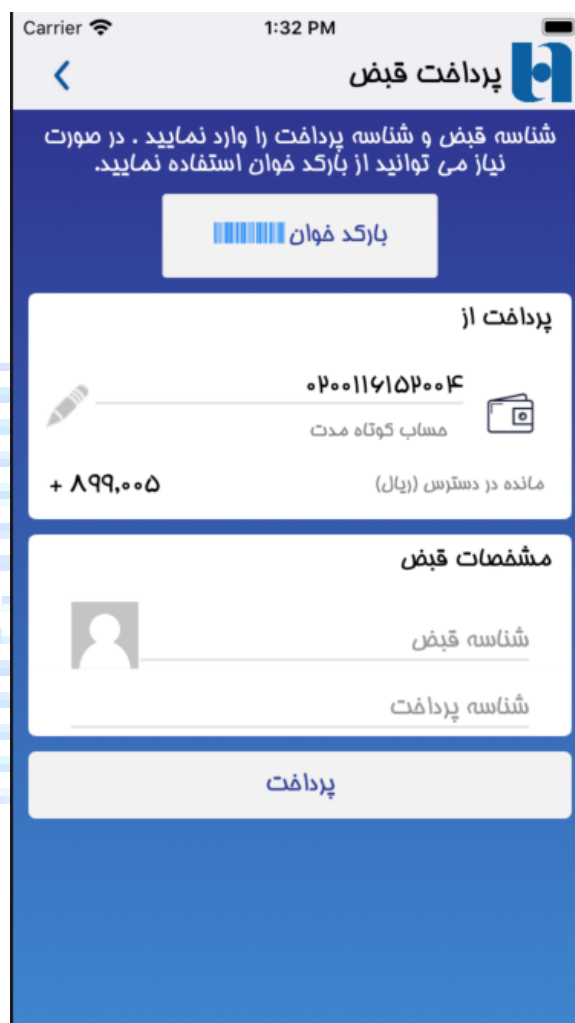 Carrier 1:32 PM
پرداخت قبض
شناسه قبض و شناسه پرداخت را وارد نمایید . در صورت
نیاز می توانید از بارکد خوان استفاده نمایید.
بارکد خوان
پرداخت از
۰۲۰۰۱۱۶۱۵۲۰۰۴
حساب کوتاه مدت
مانده در دسترس (ریال) ۸۹۹,۰۰۵ +
مشخصات قبض
شناسه قبض
شناسه پرداخت
پرداخت